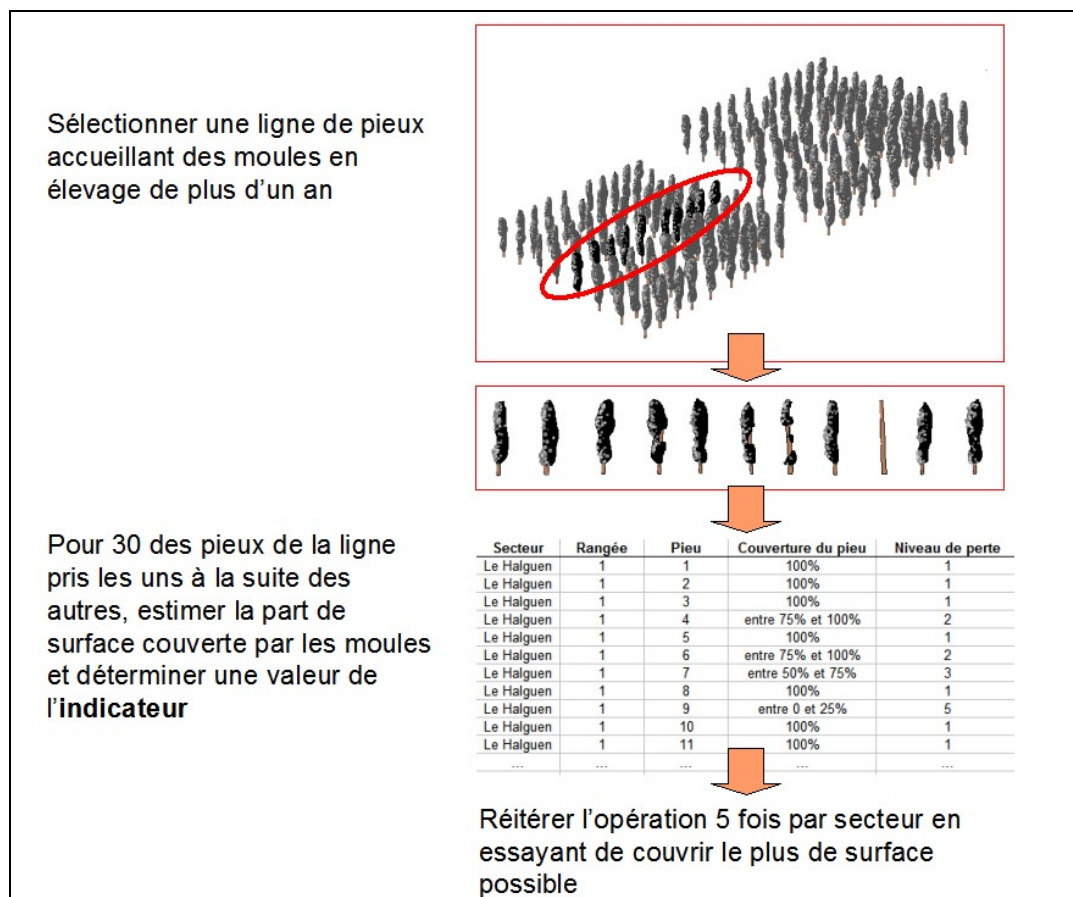 Sélectionner une ligne de pieux
accueillant des moules en
élevage de plus d'un an
Pour 30 des pieux de la ligne
pris les uns à la suite des
autres, estimer la part de
surface couverte par les moules
et déterminer une valeur de
l'indicateur
Secteur Rangée Pieu Couverture du pieu Niveau de perte
Le Halguen 1 1 100% 1
Le Halguen 1 2 100% 1
Le Halguen 1 3 100% 1
Le Halguen 1 4 entre 75% et 100% 2
Le Halguen 1 5 100% 1
Le Halguen 1 6 entre 75% et 100% 2
Le Halguen 1 7 entre 50% et 75% 3
Le Halguen 1 8 100% 1
Le Halguen 1 9 entre 0 et 25% 5
Le Halguen 1 10 100% 1
Le Halguen 1 11 100% 1
... ... ... ... ...
Réitérer l'opération 5 fois par secteur en
essayant de couvrir le plus de surface
possible